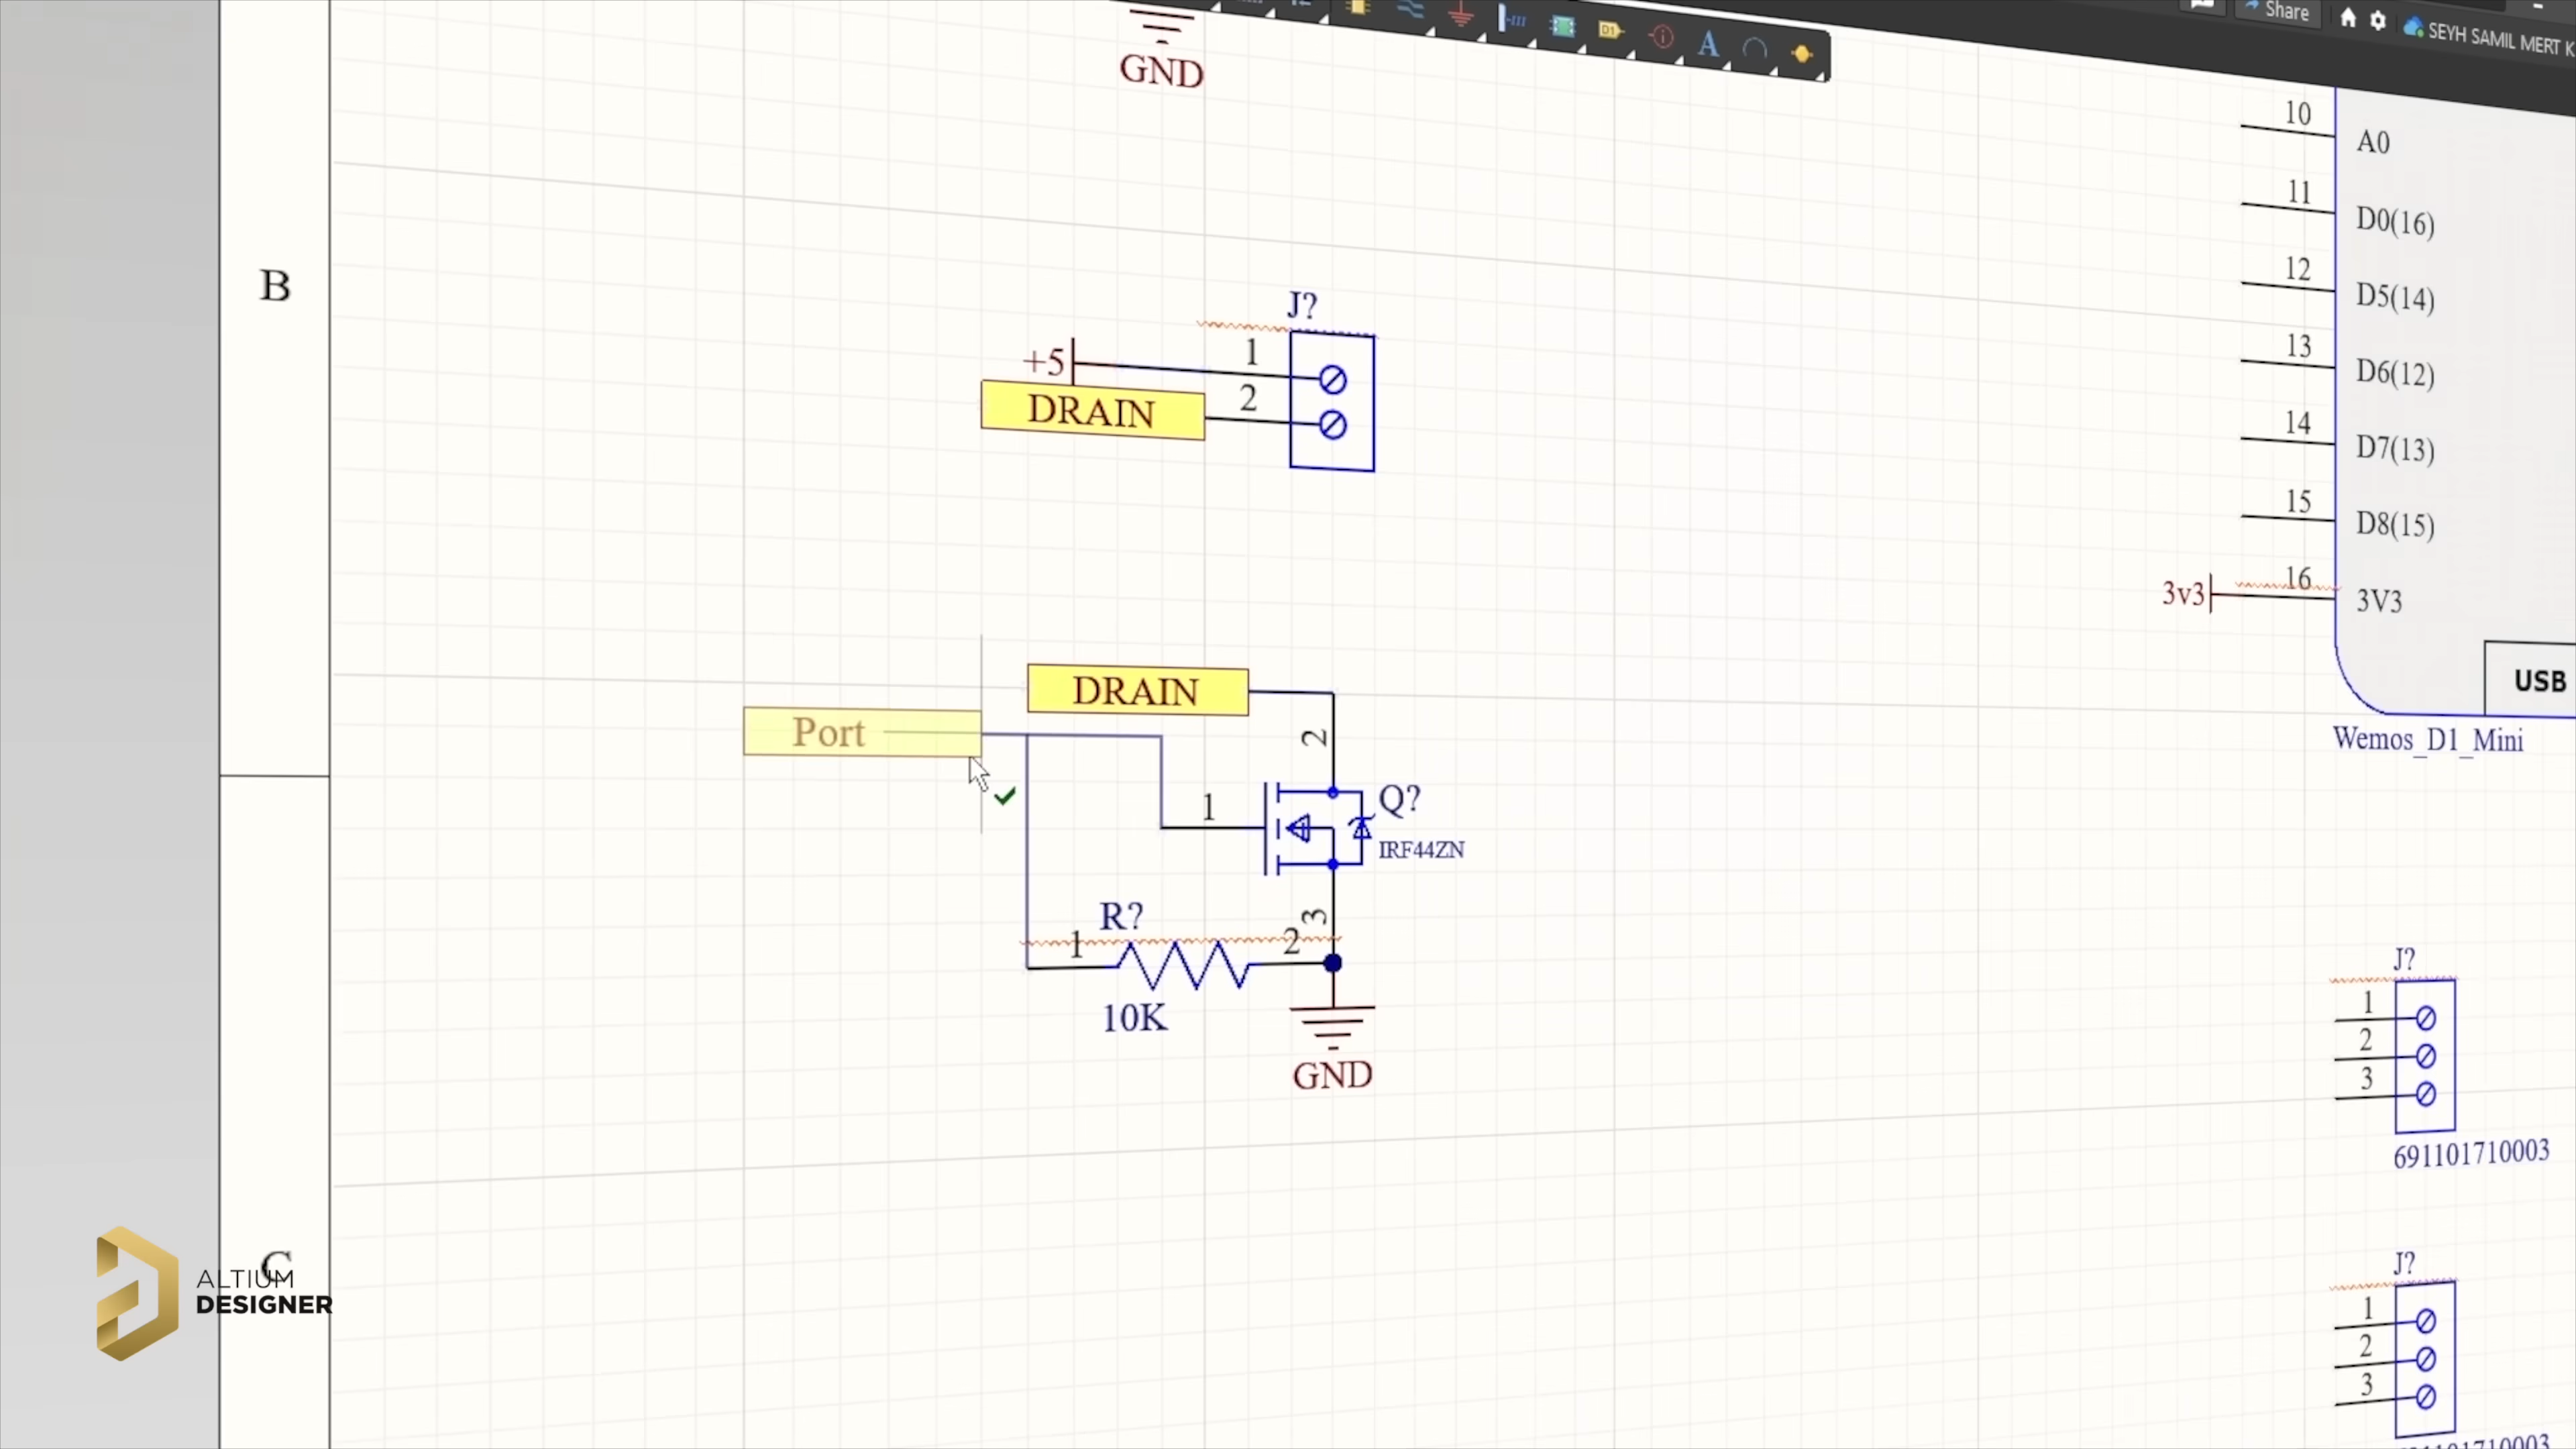 Share
SEYH SAMIL MERT K
GND
10
A0
11
D0(16)
12
D5(14)
13
D6(12)
14
D7(13)
15
D8(15)
16
3v3
3V3
USB
Wemos_D1_Mini
B
J?
+5
1
DRAIN
2
DRAIN
Port
2
1
Q?
IRF44ZN
3
R?
1
2
10K
GND
J?
1
2
3
691101710003
J?
1
2
3
C
ALTIUM
DESIGNER